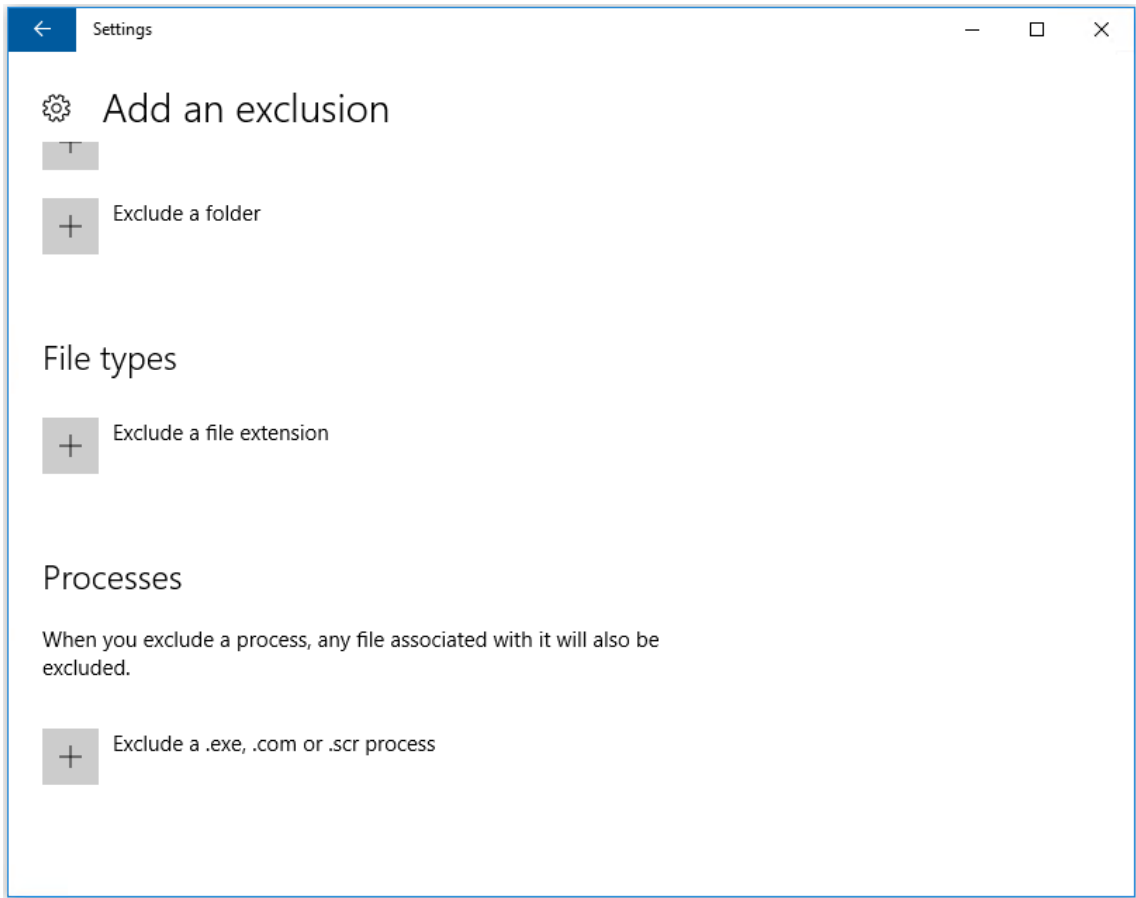 Settings
Add an exclusion
Exclude a folder
File types
Exclude a file extension
Processes
When you exclude a process, any file associated with it will also be
excluded.
Exclude a .exe, .com or .scr process